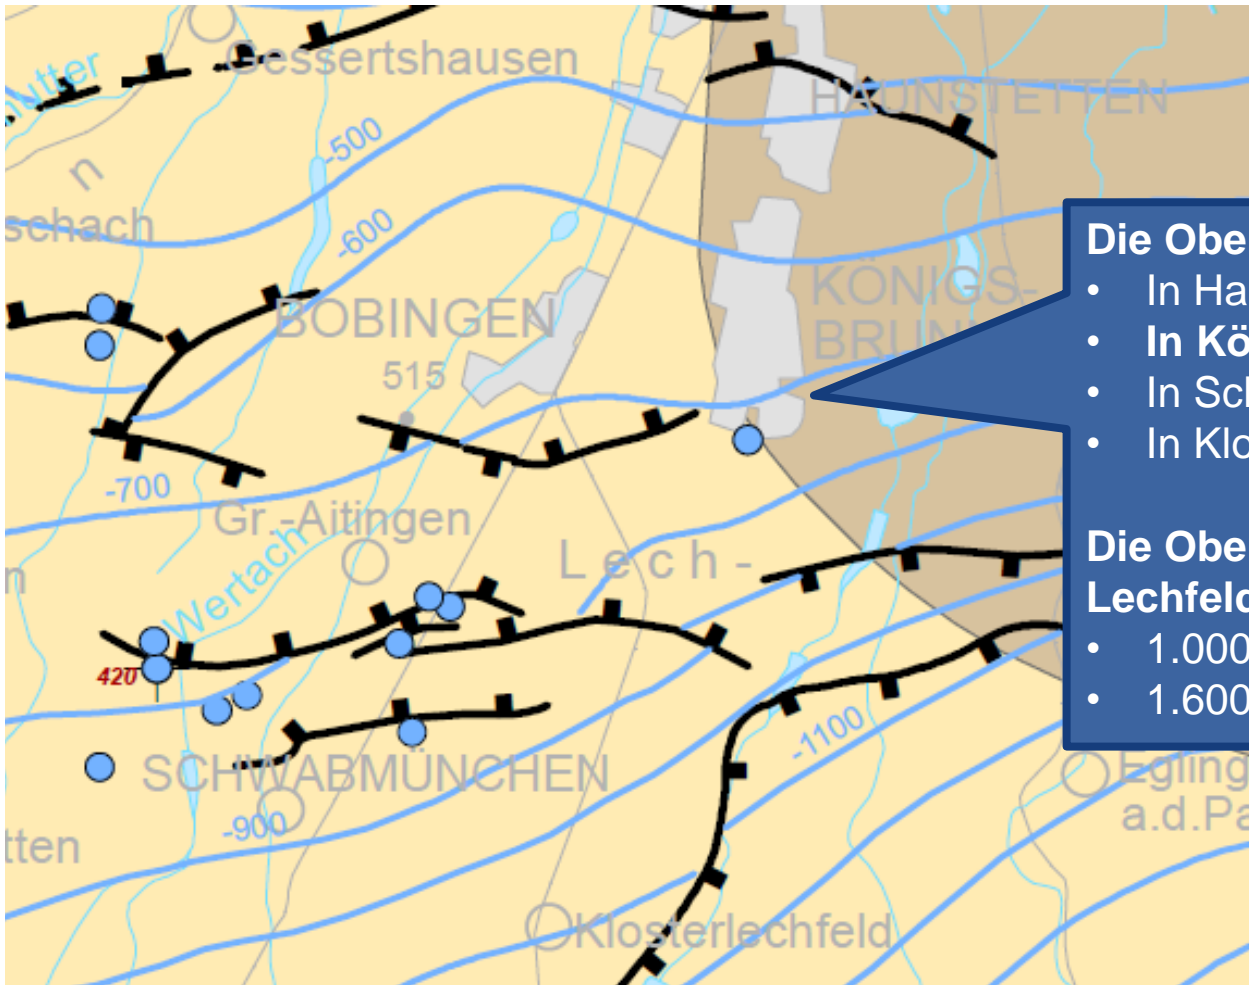 Gessertshausen
mutter
HAUNSTETTEN
-500
n
schach
-600
KÖNIGS-
BRUNN
BOBINGEN
515
Die Obe
• In Ha
• In Kö
• In Sch
• In Klo
Die Obe
Lechfeld
• 1.000
• 1.600
-700
Gr.-Aitingen
Lech-
n
Wertach
420
-1100
SCHWABMÜNCHEN
Egling
a.d.Pa
-900
tten
Klosterlechfeld